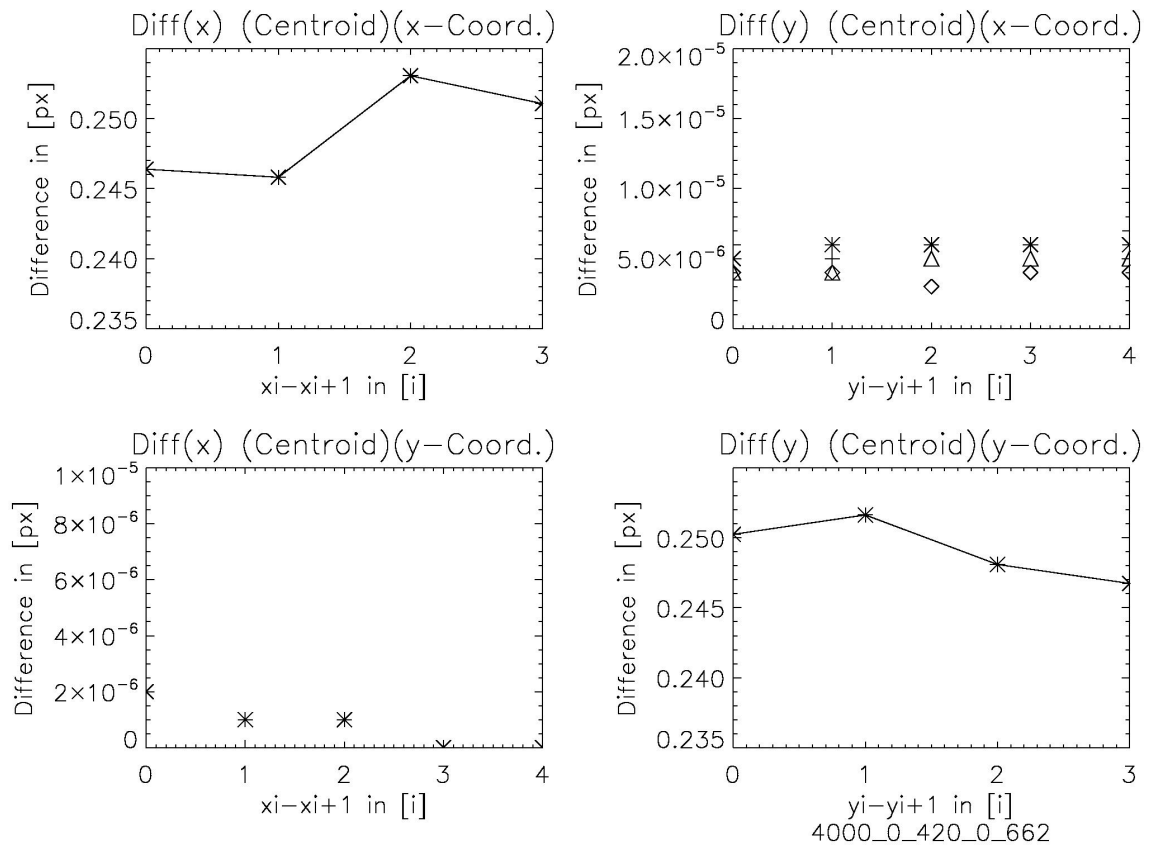 Diff(x) (Centroid)(x-Coord.)
Difference in [px]
0.250
0.245
0.240
0.235
0 1 2 3
xi-xi+1 in [i]
Diff(y) (Centroid)(x-Coord.)
Difference in [px]
2.0×10⁻⁵
1.5×10⁻⁵
1.0×10⁻⁵
5.0×10⁻⁶
0
0 1 2 3 4
yi-yi+1 in [i]
Diff(x) (Centroid)(y-Coord.)
Difference in [px]
1×10⁻⁵
8×10⁻⁶
6×10⁻⁶
4×10⁻⁶
2×10⁻⁶
0
0 1 2 3 4
xi-xi+1 in [i]
Diff(y) (Centroid)(y-Coord.)
Difference in [px]
0.250
0.245
0.240
0.235
0 1 2 3
yi-yi+1 in [i]
4000_0_420_0_662